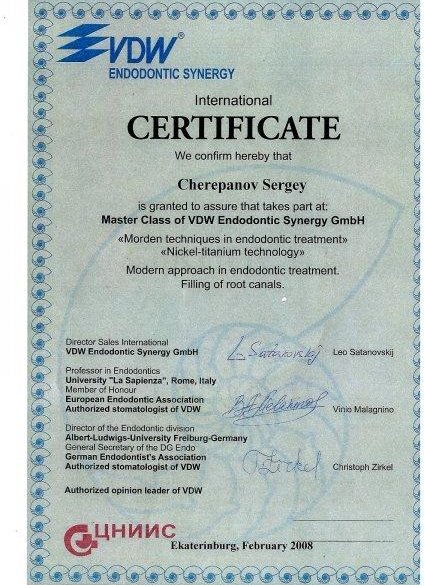 VDW®
ENDODONTIC SYNERGY
International
CERTIFICATE
We confirm hereby that
Cherepanov Sergey
is granted to assure that takes part at:
Master Class of VDW Endodontic Synergy GmbH
«Morden techniques in endodontic treatment»
«Nickel-titanium technology»
Modern approach in endodontic treatment.
Filling of root canals.
Director Sales International
VDW Endodontic Synergy GmbH
L Satanovskij Leo Satanovskij
Professor in Endodontics
University "La Sapienza", Rome, Italy
Member of Honour
European Endodontic Association
Authorized stomatologist of VDW
Vinio Malagnino
Director of the Endodontic division
Albert-Ludwigs-University Freiburg-Germany
General Secretary of the DG Endo
German Endodontist's Association
Authorized stomatologist of VDW
Zirkel Christoph Zirkel
Authorized opinion leader of VDW
ЦНИИС
Ekaterinburg, February 2008